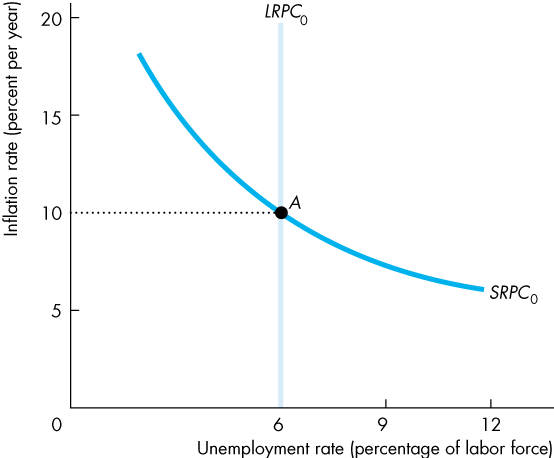 Inflation rate (percent per year)
20
15
10
5
0
6
9
12
LRPC0
A
SRPC0
Unemployment rate (percentage of labor force)